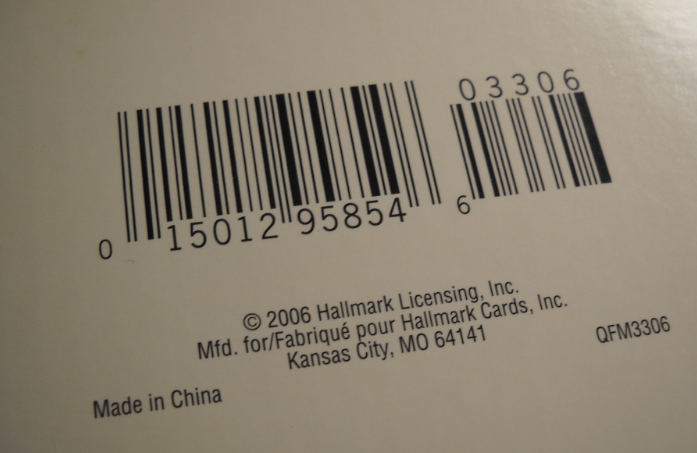 03306
0 15012 95854 6
© 2006 Hallmark Licensing, Inc.
Mfd. for/Fabriqué pour Hallmark Cards, Inc.
Kansas City, MO 64141
QFM3306
Made in China